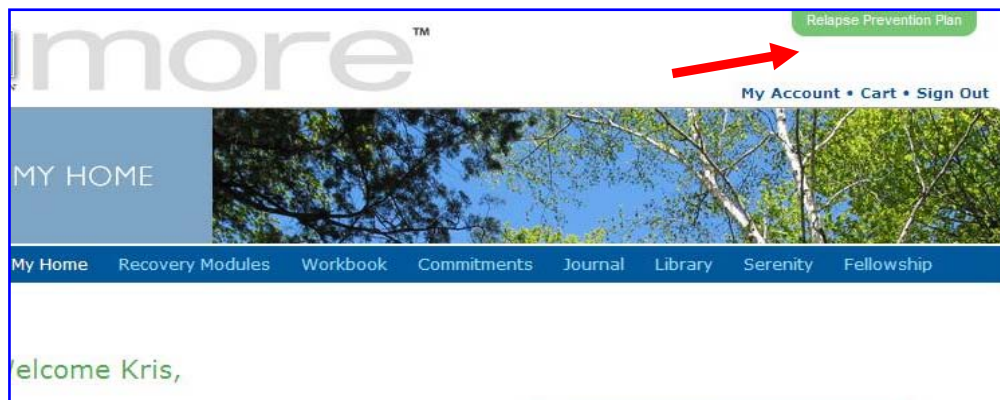 Relapse Prevention Plan
more™
My Account • Cart • Sign Out
MY HOME
My Home Recovery Modules Workbook Commitments Journal Library Serenity Fellowship
elcome Kris,